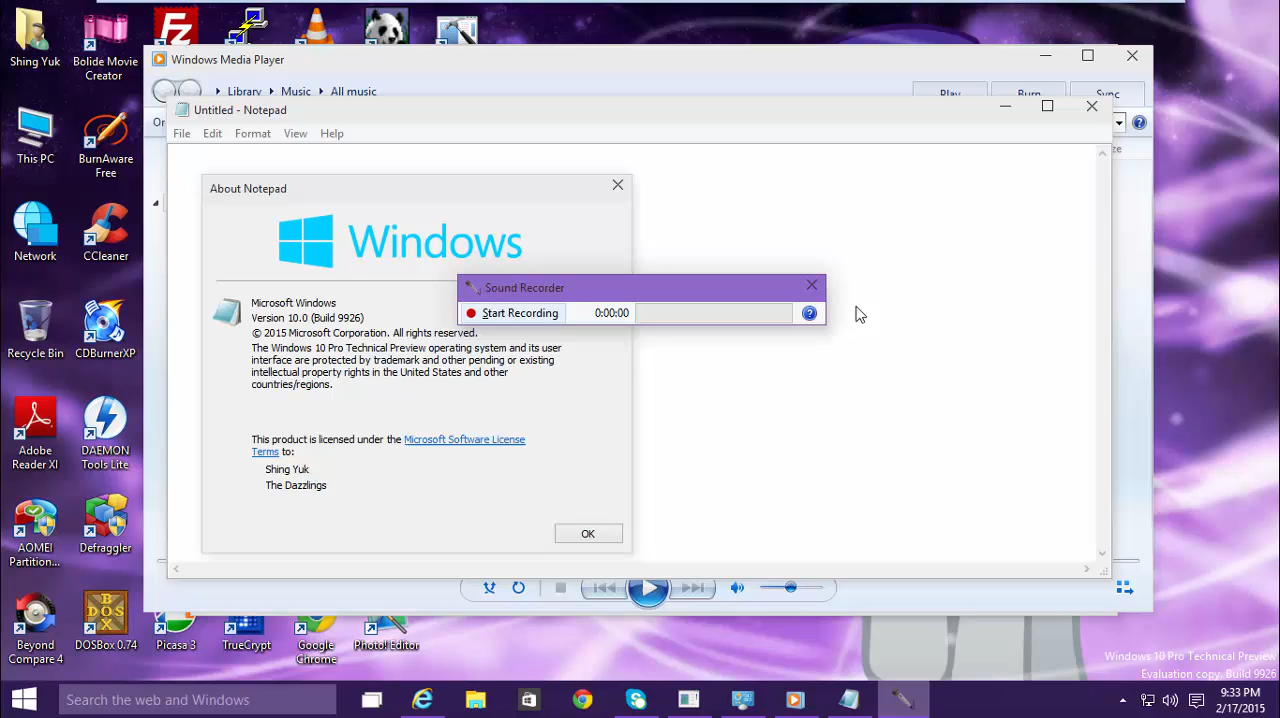 Shing Yuk
Bolide Movie
Creator
This PC
BurnAware
Free
Network
CCleaner
Recycle Bin
CDBurnerXP
Adobe
Reader XI
DAEMON
Tools Lite
AOMEI
Partition...
Defraggler
Beyond
Compare 4
DOSBox 0.74
Picasa 3
TrueCrypt
Google
Chrome
Photo! Editor
Windows Media Player
Library Music All music
Play Burn Sync
Or
ze
Untitled - Notepad
File Edit Format View Help
About Notepad
Windows
Microsoft Windows
Version 10.0 (Build 9926)
© 2015 Microsoft Corporation. All rights reserved.
The Windows 10 Pro Technical Preview operating system and its user
interface are protected by trademark and other pending or existing
intellectual property rights in the United States and other
countries/regions.
This product is licensed under the Microsoft Software License
Terms to:
Shing Yuk
The Dazzlings
OK
Sound Recorder
Start Recording 0:00:00
Windows 10 Pro Technical Preview
Evaluation copy. Build 9926
Search the web and Windows
9:33 PM
2/17/2015